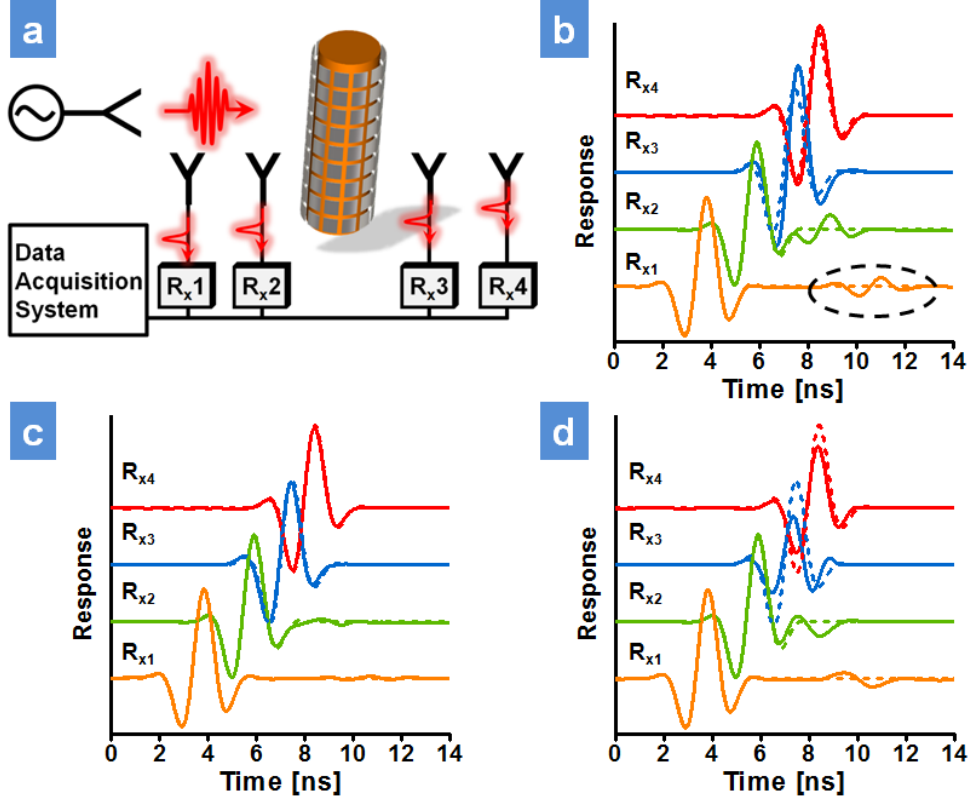 a
Data
Acquisition
System
Rx1
Rx2
Rx3
Rx4
b
Response
Rx4
Rx3
Rx2
Rx1
0 2 4 6 8 10 12 14
Time [ns]
c
Response
Rx4
Rx3
Rx2
Rx1
0 2 4 6 8 10 12 14
Time [ns]
d
Response
Rx4
Rx3
Rx2
Rx1
0 2 4 6 8 10 12 14
Time [ns]